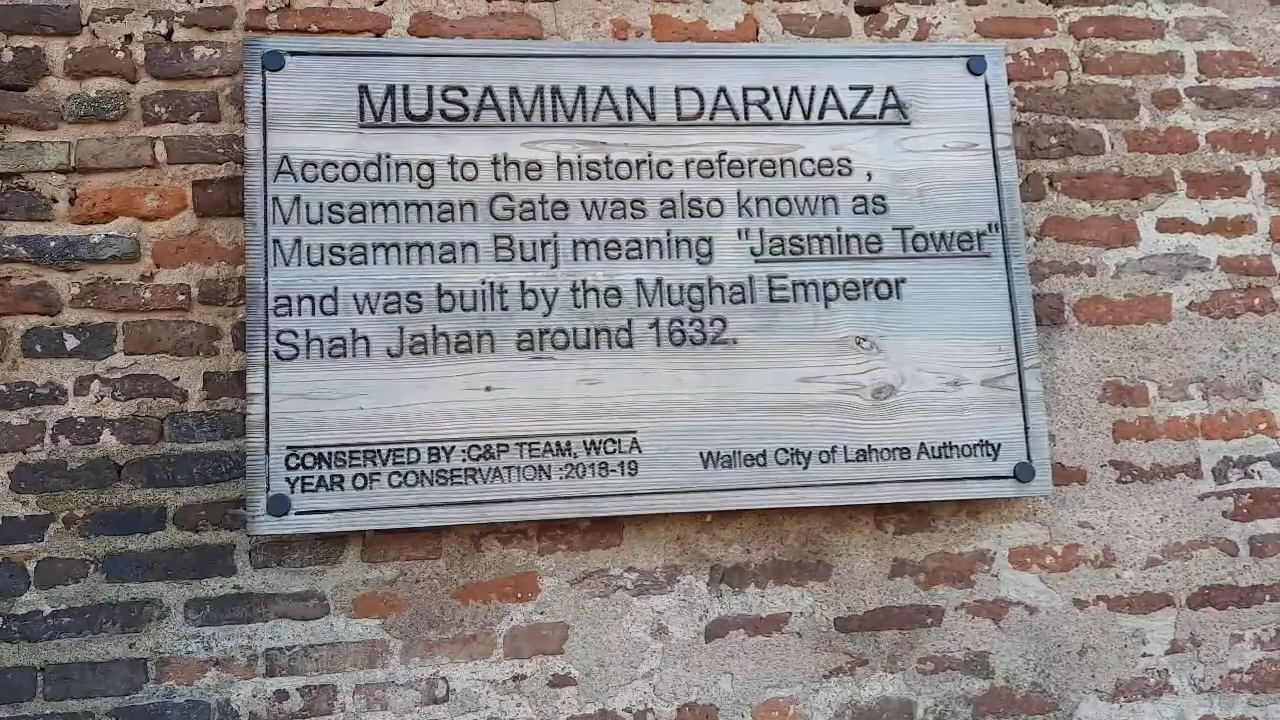 MUSAMMAN DARWAZA
Accoding to the historic references ,
Musamman Gate was also known as
Musamman Burj meaning "Jasmine Tower"
and was built by the Mughal Emperor
Shah Jahan around 1632.
CONSERVED BY :C&P TEAM, WCLA
YEAR OF CONSERVATION :2018-19
Walled City of Lahore Authority